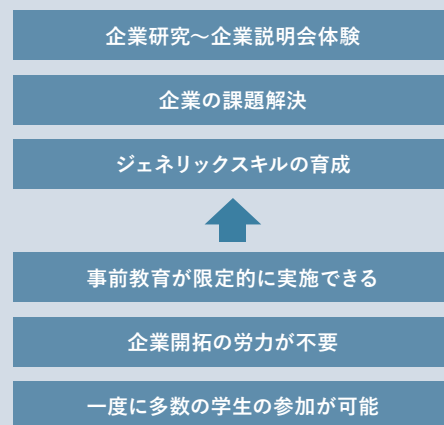 企業研究～企業説明会体験
企業の課題解決
ジェネリックスキルの育成
事前教育が限定的に実施できる
企業開拓の労力が不要
一度に多数の学生の参加が可能